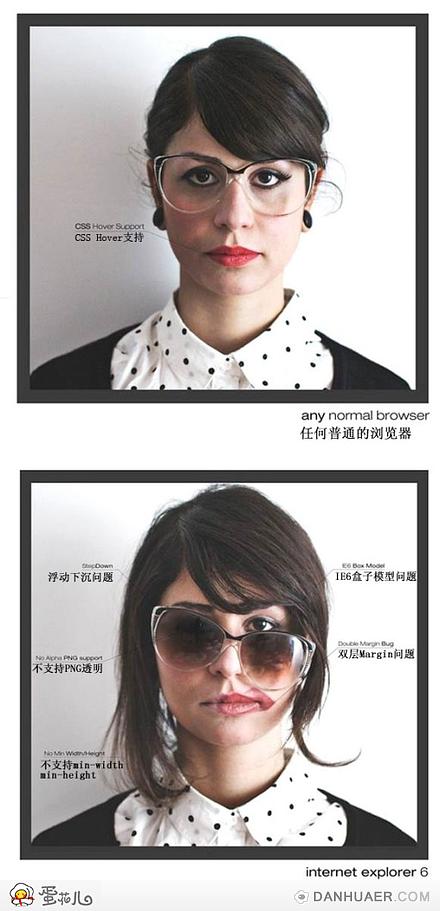 CSS Hover Support
CSS Hover支持
any normal browser
任何普通的浏览器
StepDown
浮动下沉问题
E6 Box Model
IE6盒子模型问题
No Alpha PNG support
不支持PNG透明
Double Margin Bug
双层Margin问题
No Min Width/Height
不支持min-width
min-height
internet explorer 6
蛋花儿
DANHUAER.COM